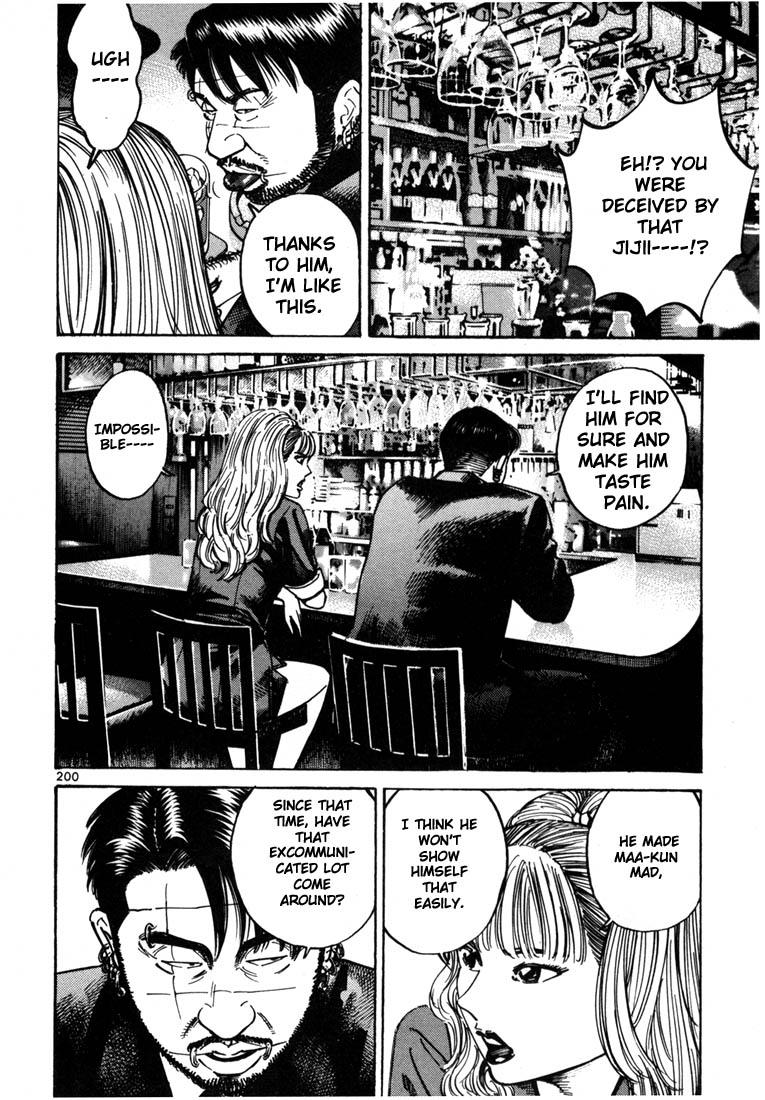 EH!? YOU
WERE
DECEIVED BY
THAT
JIJII----!?
UGH
----
THANKS
TO HIM,
I'M LIKE
THIS.
I'LL FIND
HIM FOR
SURE AND
MAKE HIM
TASTE
PAIN.
IMPOSSI-
BLE----
200
HE MADE
MAA-KUN
MAD,
I THINK HE
WON'T
SHOW
HIMSELF
THAT
EASILY.
SINCE THAT
TIME, HAVE
THAT
EXCOMMUNI-
CATED LOT
COME
AROUND?